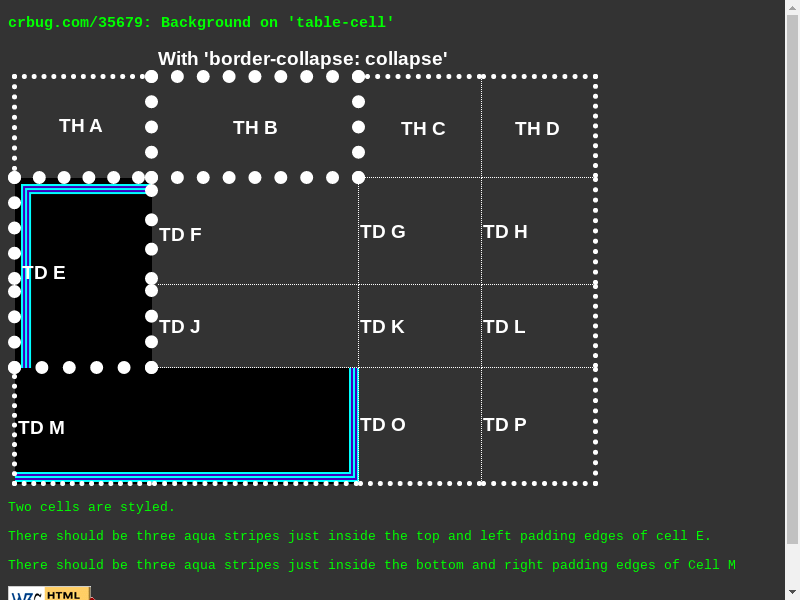 crbug.com/35679: Background on 'table-cell'
With 'border-collapse: collapse'
TH A TH B TH C TH D
TD E TD F TD G TD H
TD J TD K TD L
TD M TD O TD P
Two cells are styled.
There should be three aqua stripes just inside the top and left padding edges of cell E.
There should be three aqua stripes just inside the bottom and right padding edges of Cell M
W3C HTML